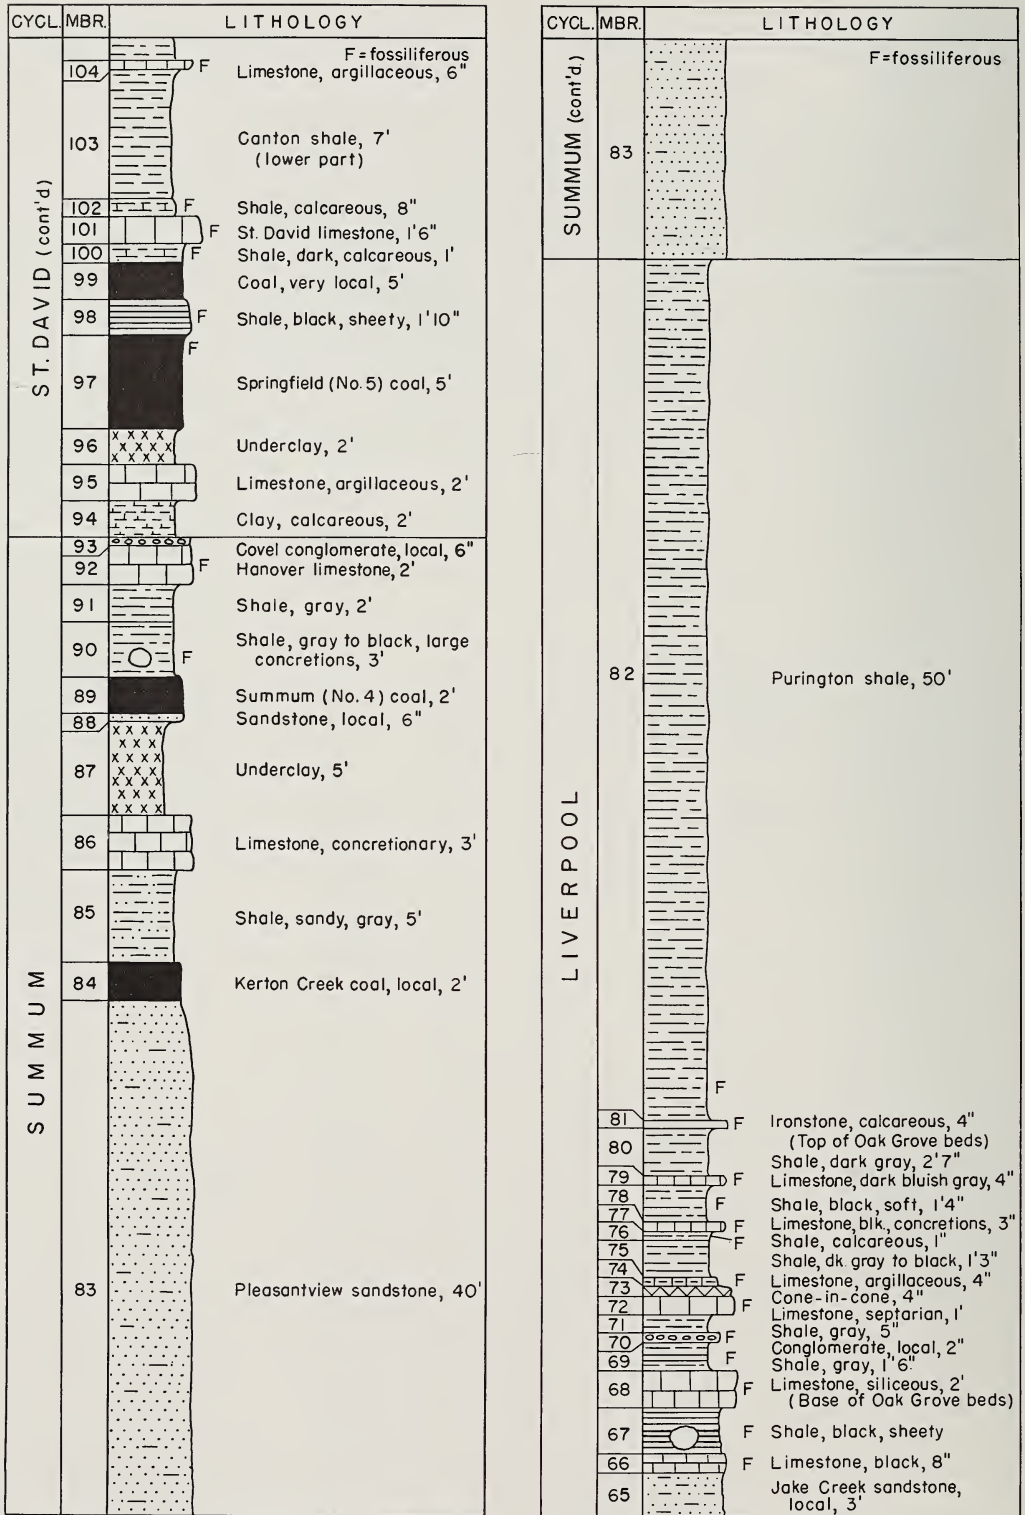 CYCL. MBR. LITHOLOGY
F=fossiliferous
ST. DAVID (cont'd)
104 F Limestone, argillaceous, 6"
103 Canton shale, 7'
(lower part)
102 F Shale, calcareous, 8"
101 F St. David limestone, 1'6"
100 F Shale, dark, calcareous, 1'
99 Coal, very local, 5'
98 F Shale, black, sheety, 1'10"
F
97 Springfield (No. 5) coal, 5'
96 Underclay, 2'
95 Limestone, argillaceous, 2'
94 Clay, calcareous, 2'
SUMMUM
93 Covel conglomerate, local, 6"
92 F Hanover limestone, 2'
91 Shale, gray, 2'
90 F Shale, gray to black, large
concretions, 3'
89 Summum (No. 4) coal, 2'
88 Sandstone, local, 6"
87 Underclay, 5'
86 Limestone, concretionary, 3'
85 Shale, sandy, gray, 5'
84 Kerton Creek coal, local, 2'
83 Pleasantview sandstone, 40'
CYCL. MBR. LITHOLOGY
F=fossiliferous
SUMMUM (cont'd.)
83
LIVERPOOL
82 Purington shale, 50'
F
81 F Ironstone, calcareous, 4"
(Top of Oak Grove beds)
80 Shale, dark gray, 2'7"
79 F Limestone, dark bluish gray, 4"
78 F Shale, black, soft, 1'4"
77 F Limestone, blk., concretions, 3"
76 F Shale, calcareous, 1"
75 Shale, dk. gray to black, 1'3"
74 F Limestone, argillaceous, 4"
73 Cone-in-cone, 4"
72 F Limestone, septarian, 1'
71 Shale, gray, 5"
70 F Conglomerate, local, 2"
69 F Shale, gray, 1'6"
68 F Limestone, siliceous, 2'
(Base of Oak Grove beds)
67 F Shale, black, sheety
66 F Limestone, black, 8"
65 Jake Creek sandstone,
local, 3'